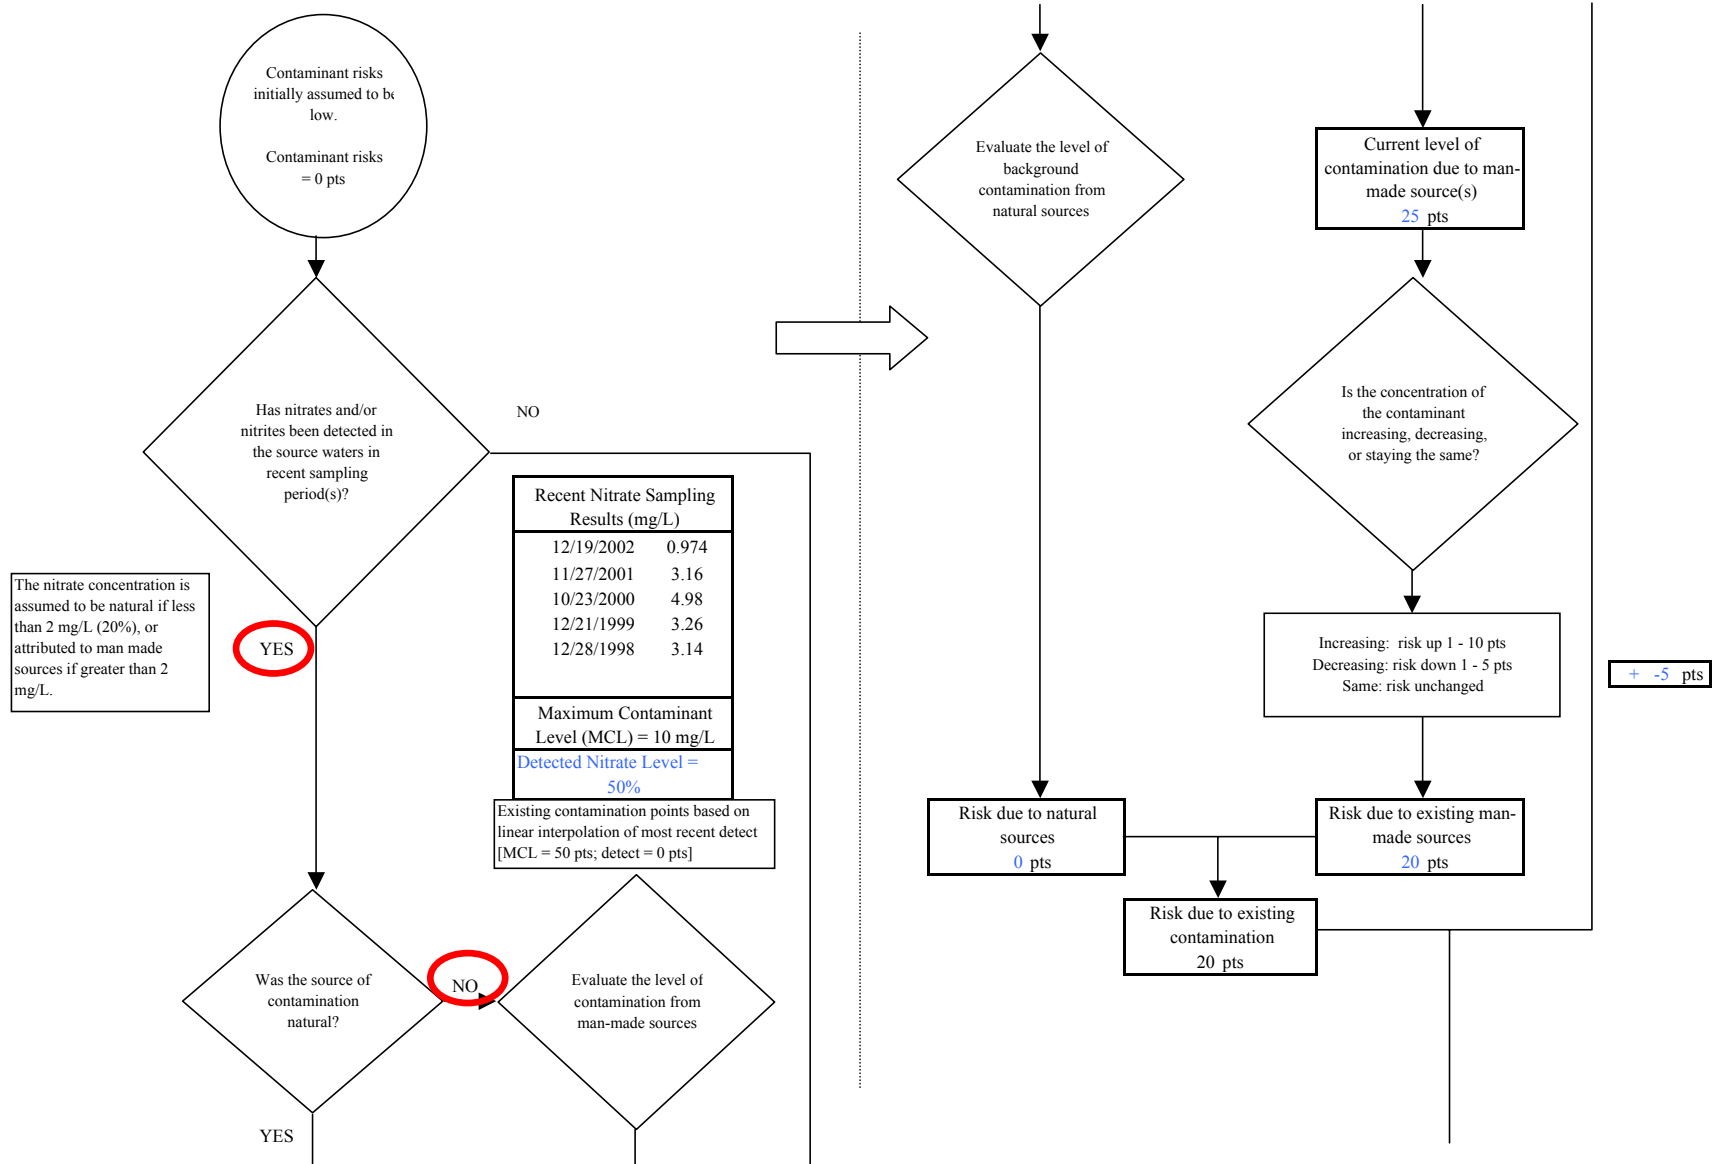 Contaminant risks
initially assumed to be
low.
Contaminant risks
= 0 pts
Has nitrates and/or
nitrites been detected in
the source waters in
recent sampling
period(s)?
NO
The nitrate concentration is
assumed to be natural if less
than 2 mg/L (20%), or
attributed to man made
sources if greater than 2
mg/L.
YES
Recent Nitrate Sampling
Results (mg/L)
12/19/2002 0.974
11/27/2001 3.16
10/23/2000 4.98
12/21/1999 3.26
12/28/1998 3.14
Maximum Contaminant
Level (MCL) = 10 mg/L
Detected Nitrate Level =
50%
Existing contamination points based on
linear interpolation of most recent detect
[MCL = 50 pts; detect = 0 pts]
Was the source of
contamination
natural?
NO
Evaluate the level of
contamination from
man-made sources
YES
Evaluate the level of
background
contamination from
natural sources
Current level of
contamination due to man-
made source(s)
25 pts
Is the concentration of
the contaminant
increasing, decreasing,
or staying the same?
Increasing: risk up 1 - 10 pts
Decreasing: risk down 1 - 5 pts
Same: risk unchanged
+ -5 pts
Risk due to natural
sources
0 pts
Risk due to existing man-
made sources
20 pts
Risk due to existing
contamination
20 pts